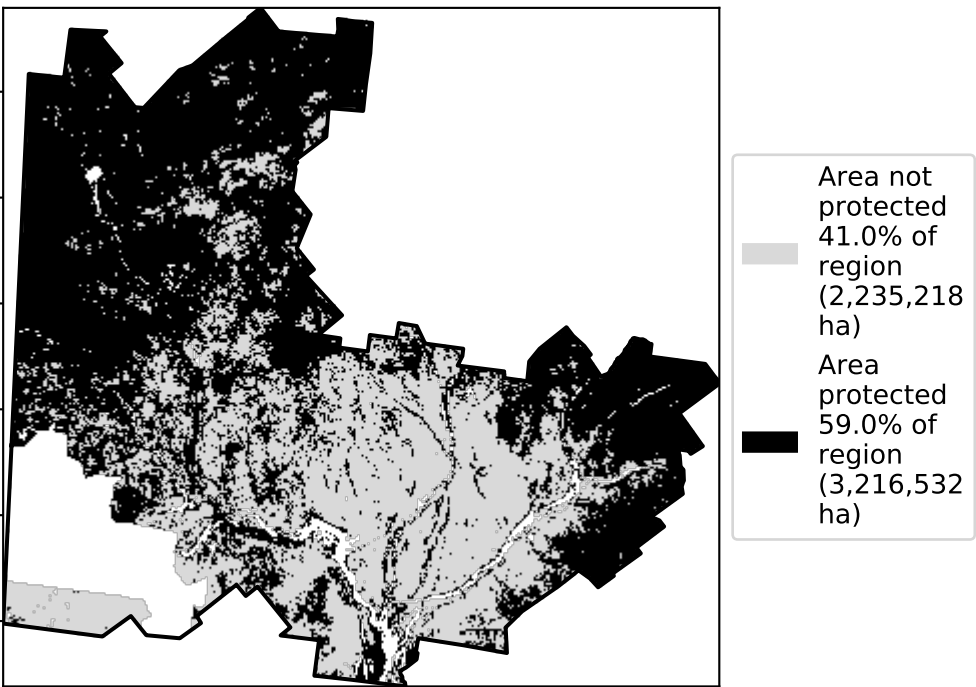 Area not
protected
41.0% of
region
(2,235,218
ha)
Area
protected
59.0% of
region
(3,216,532
ha)